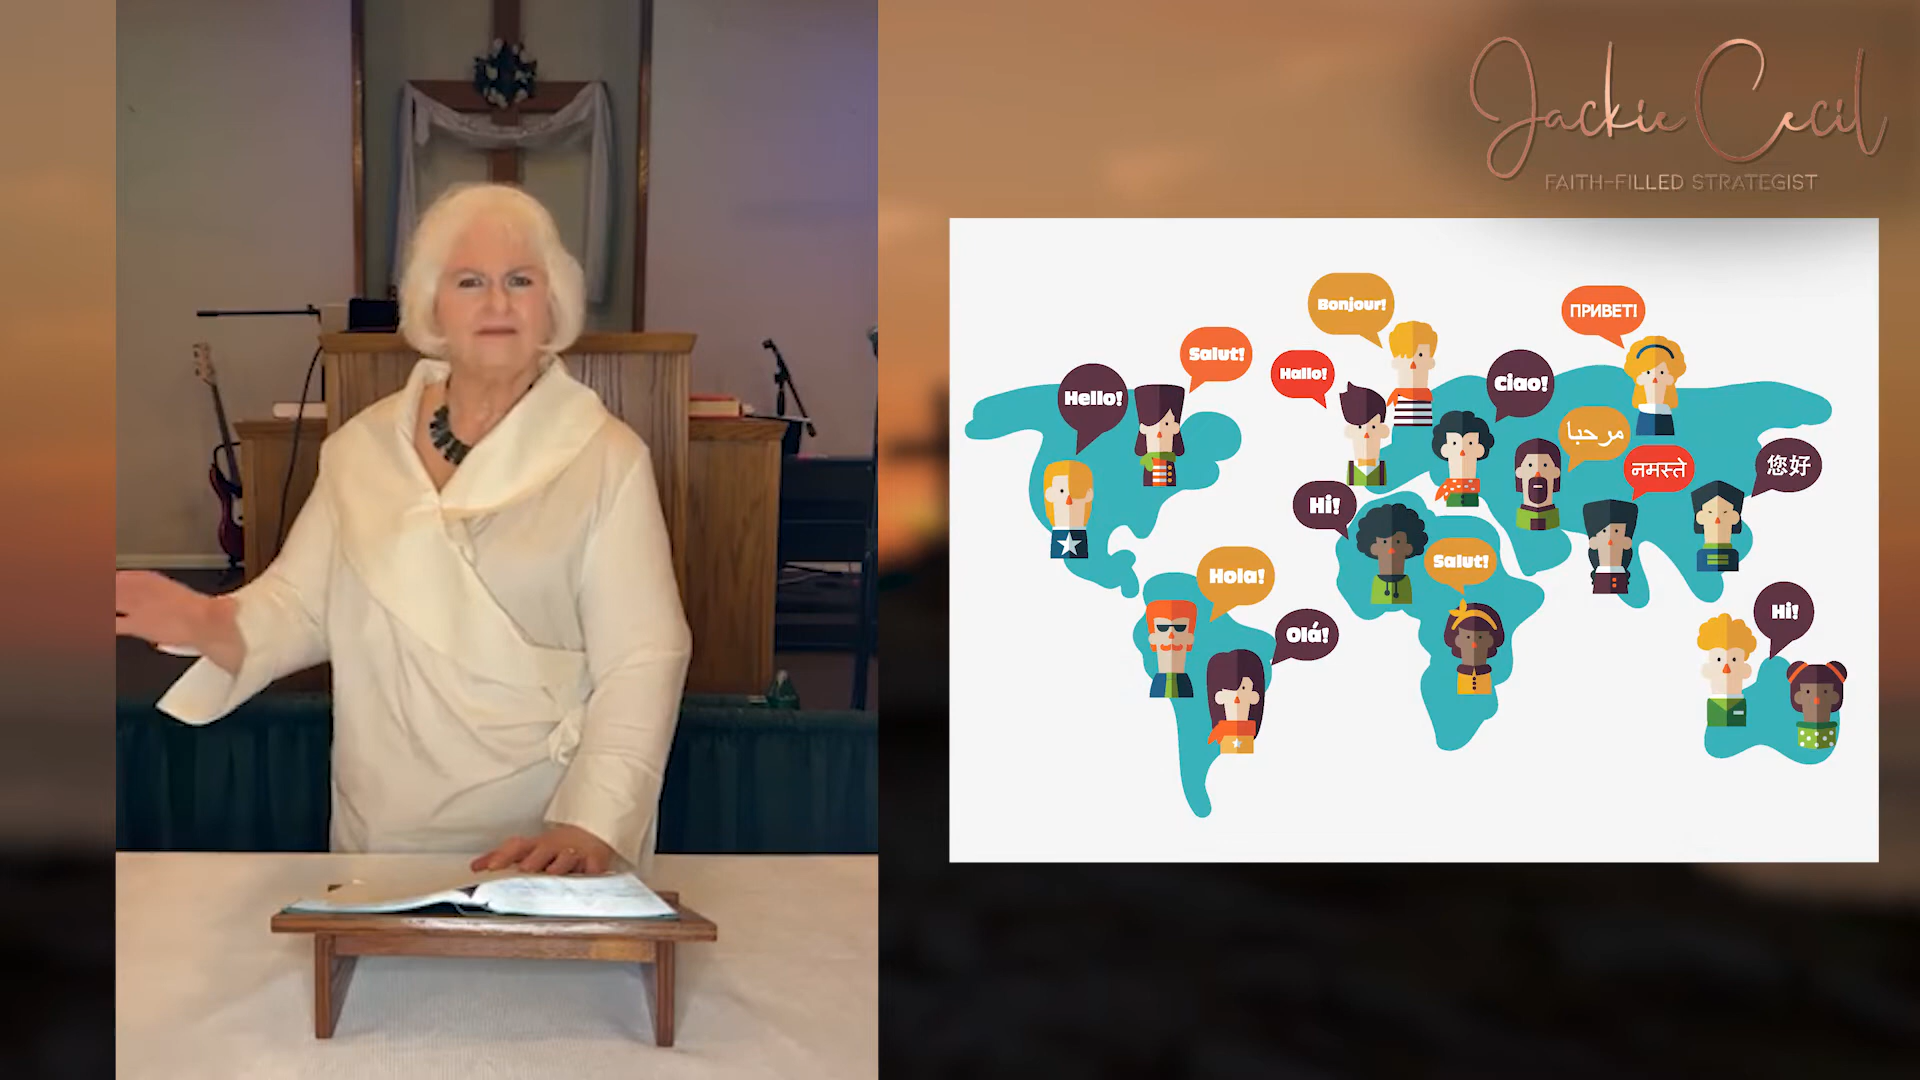 Jackie Cecil
FAITH-FILLED STRATEGIST
Bonjour!
ПРИВЕТ!
Salut!
Hallo!
Ciao!
Hello!
مرحبا
नमस्ते
您好
Hi!
Salut!
Hola!
Olá!
Hi!